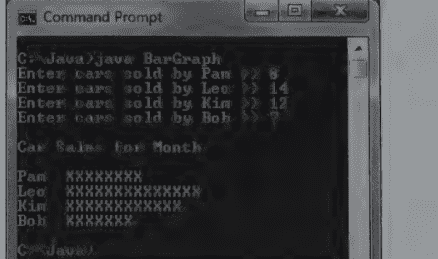 Command Prompt
C:\Java>java BarGraph
Enter cars sold by Pam >> 8
Enter cars sold by Leo >> 14
Enter cars sold by Kim >> 12
Enter cars sold by Bob >> 7
Car Sales for Month
Pam XXXXXXXX
Leo XXXXXXXXXXXXXX
Kim XXXXXXXXXXXX
Bob XXXXXXX
C:\Java>